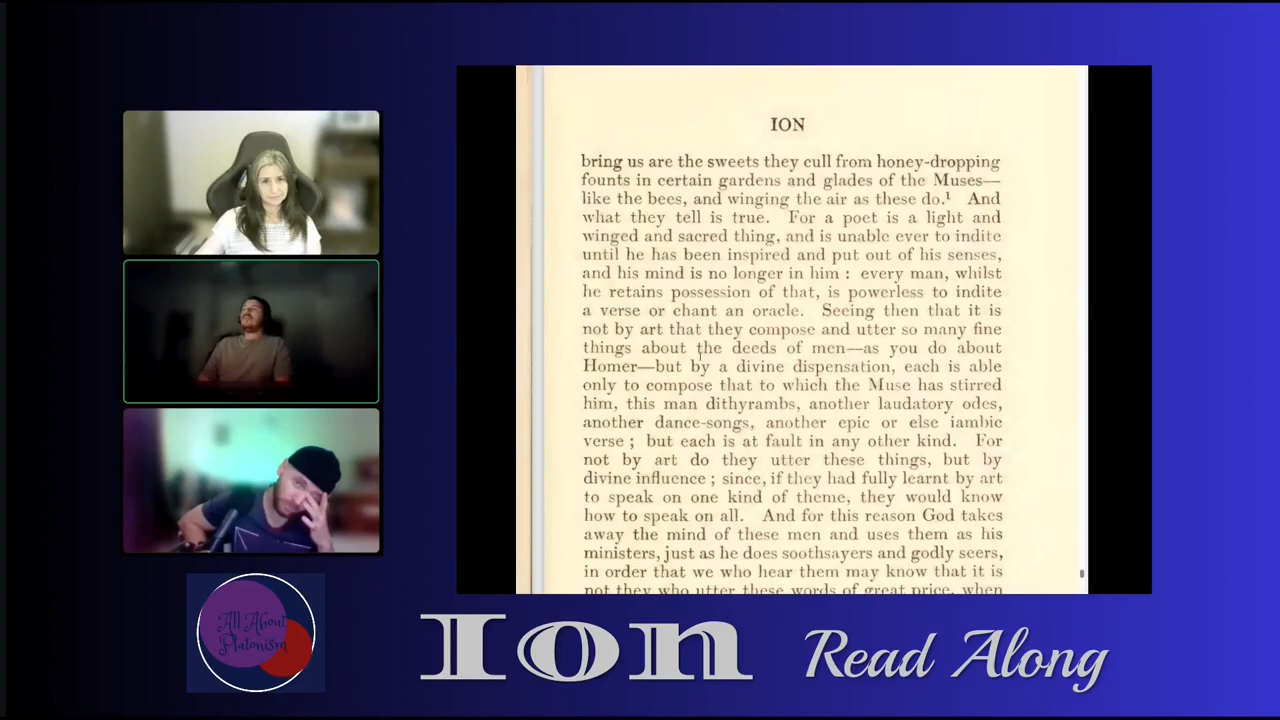 ION
bring us are the sweets they cull from honey-dropping
founts in certain gardens and glades of the Muses—
like the bees, and winging the air as these do.¹ And
what they tell is true. For a poet is a light and
winged and sacred thing, and is unable ever to indite
until he has been inspired and put out of his senses,
and his mind is no longer in him : every man, whilst
he retains possession of that, is powerless to indite
a verse or chant an oracle. Seeing then that it is
not by art that they compose and utter so many fine
things about the deeds of men—as you do about
Homer—but by a divine dispensation, each is able
only to compose that to which the Muse has stirred
him, this man dithyrambs, another laudatory odes,
another dance-songs, another epic or else iambic
verse ; but each is at fault in any other kind. For
not by art do they utter these things, but by
divine influence ; since, if they had fully learnt by art
to speak on one kind of theme, they would know
how to speak on all. And for this reason God takes
away the mind of these men and uses them as his
ministers, just as he does soothsayers and godly seers,
in order that we who hear them may know that it is
not they who utter these words of great price, when
All About
Platonism
Ion Read Along